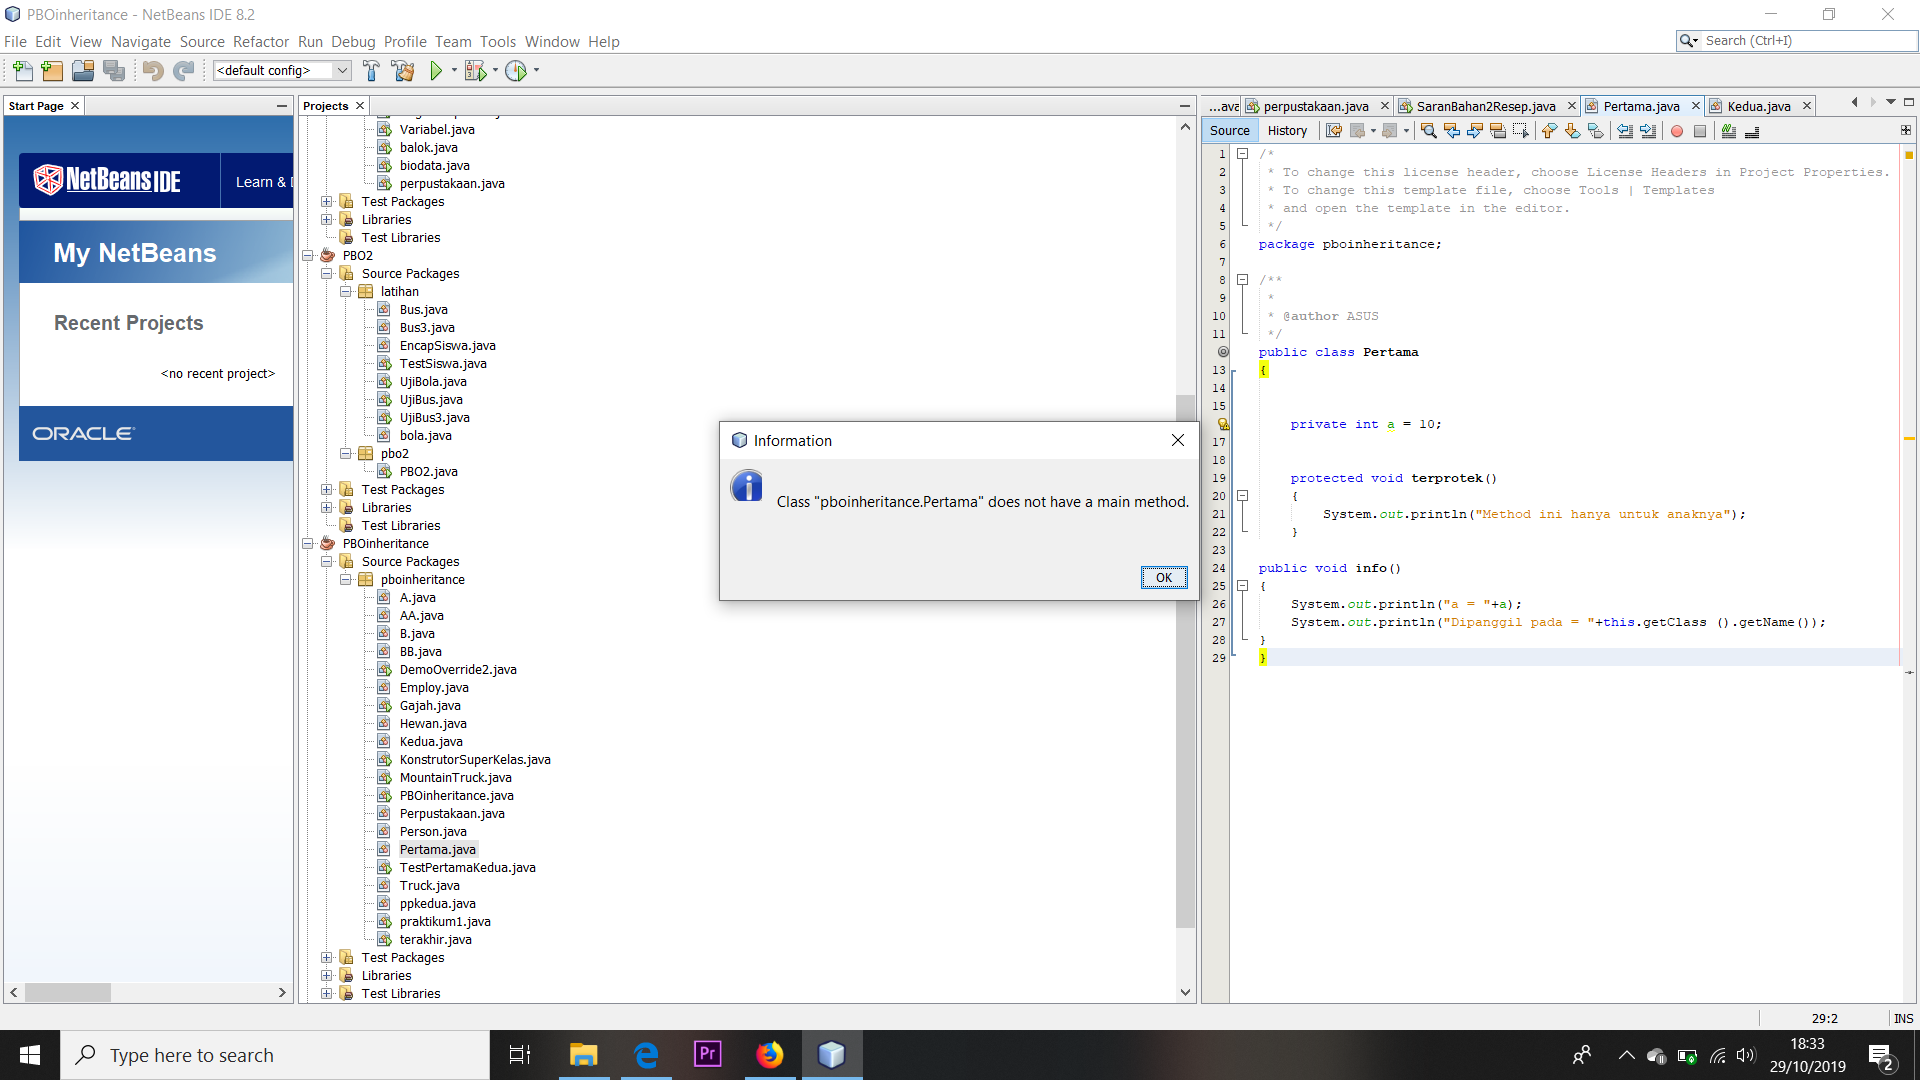 PBOinheritance - NetBeans IDE 8.2
File Edit View Navigate Source Refactor Run Debug Profile Team Tools Window Help
Search (Ctrl+I)
<default config>
Start Page
NetBeans IDE
Learn &
My NetBeans
Recent Projects
<no recent project>
ORACLE
Projects
Variabel.java
balok.java
biodata.java
perpustakaan.java
Test Packages
Libraries
Test Libraries
PBO2
Source Packages
latihan
Bus.java
Bus3.java
EncapSiswa.java
TestSiswa.java
UjiBola.java
UjiBus.java
UjiBus3.java
bola.java
pbo2
PBO2.java
Test Packages
Libraries
Test Libraries
PBOinheritance
Source Packages
pboinheritance
A.java
AA.java
B.java
BB.java
DemoOverride2.java
Employ.java
Gajah.java
Hewan.java
Kedua.java
KonstrutorSuperKelas.java
MountainTruck.java
PBOinheritance.java
Perpustakaan.java
Person.java
Pertama.java
TestPertamaKedua.java
Truck.java
ppkedua.java
praktikum1.java
terakhir.java
Test Packages
Libraries
Test Libraries
Information
Class "pboinheritance.Pertama" does not have a main method.
OK
...ava perpustakaan.java SaranBahan2Resep.java Pertama.java Kedua.java
Source History
1 /*
2 * To change this license header, choose License Headers in Project Properties.
3 * To change this template file, choose Tools | Templates
4 * and open the template in the editor.
5 */
6 package pboinheritance;
7
8 /**
9 *
10 * @author ASUS
11 */
public class Pertama
13 {
14
15
private int a = 10;
17
18
19 protected void terprotek()
20 {
21 System.out.println("Method ini hanya untuk anaknya");
22 }
23
24 public void info()
25 {
26 System.out.println("a = "+a);
27 System.out.println("Dipanggil pada = "+this.getClass ().getName());
28 }
29 }
29:2 INS
Type here to search
Pr
18:33
29/10/2019
2